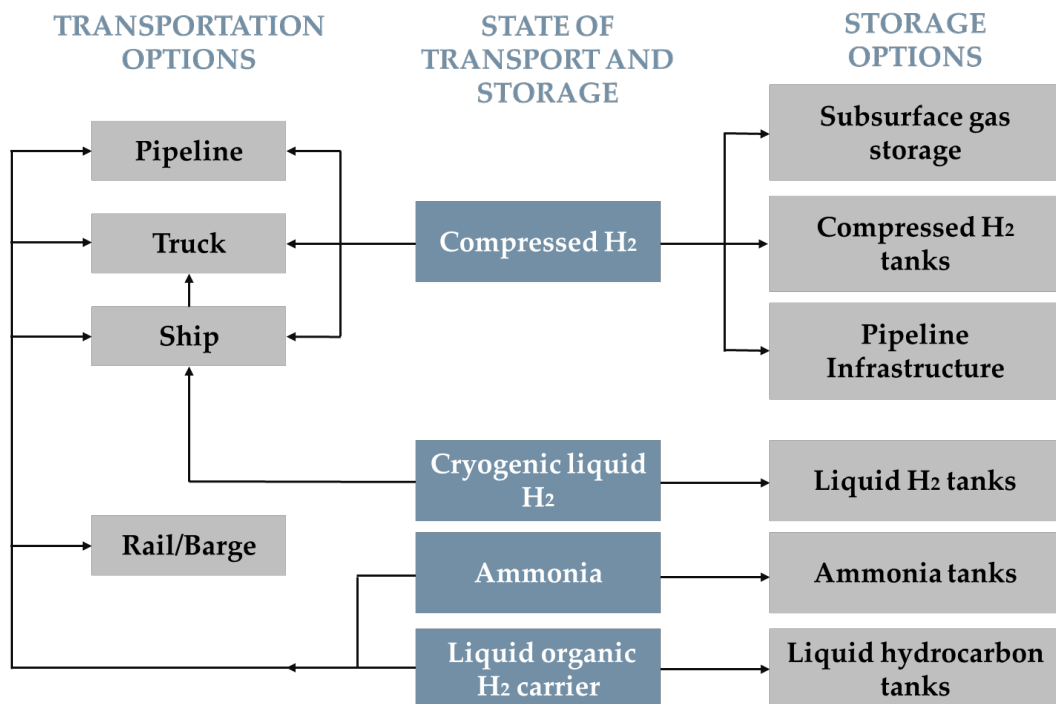 TRANSPORTATION
OPTIONS
STATE OF
TRANSPORT AND
STORAGE
STORAGE
OPTIONS
Pipeline
Truck
Ship
Rail/Barge
Compressed H₂
Cryogenic liquid
H₂
Ammonia
Liquid organic
H₂ carrier
Subsurface gas
storage
Compressed H₂
tanks
Pipeline
Infrastructure
Liquid H₂ tanks
Ammonia tanks
Liquid hydrocarbon
tanks